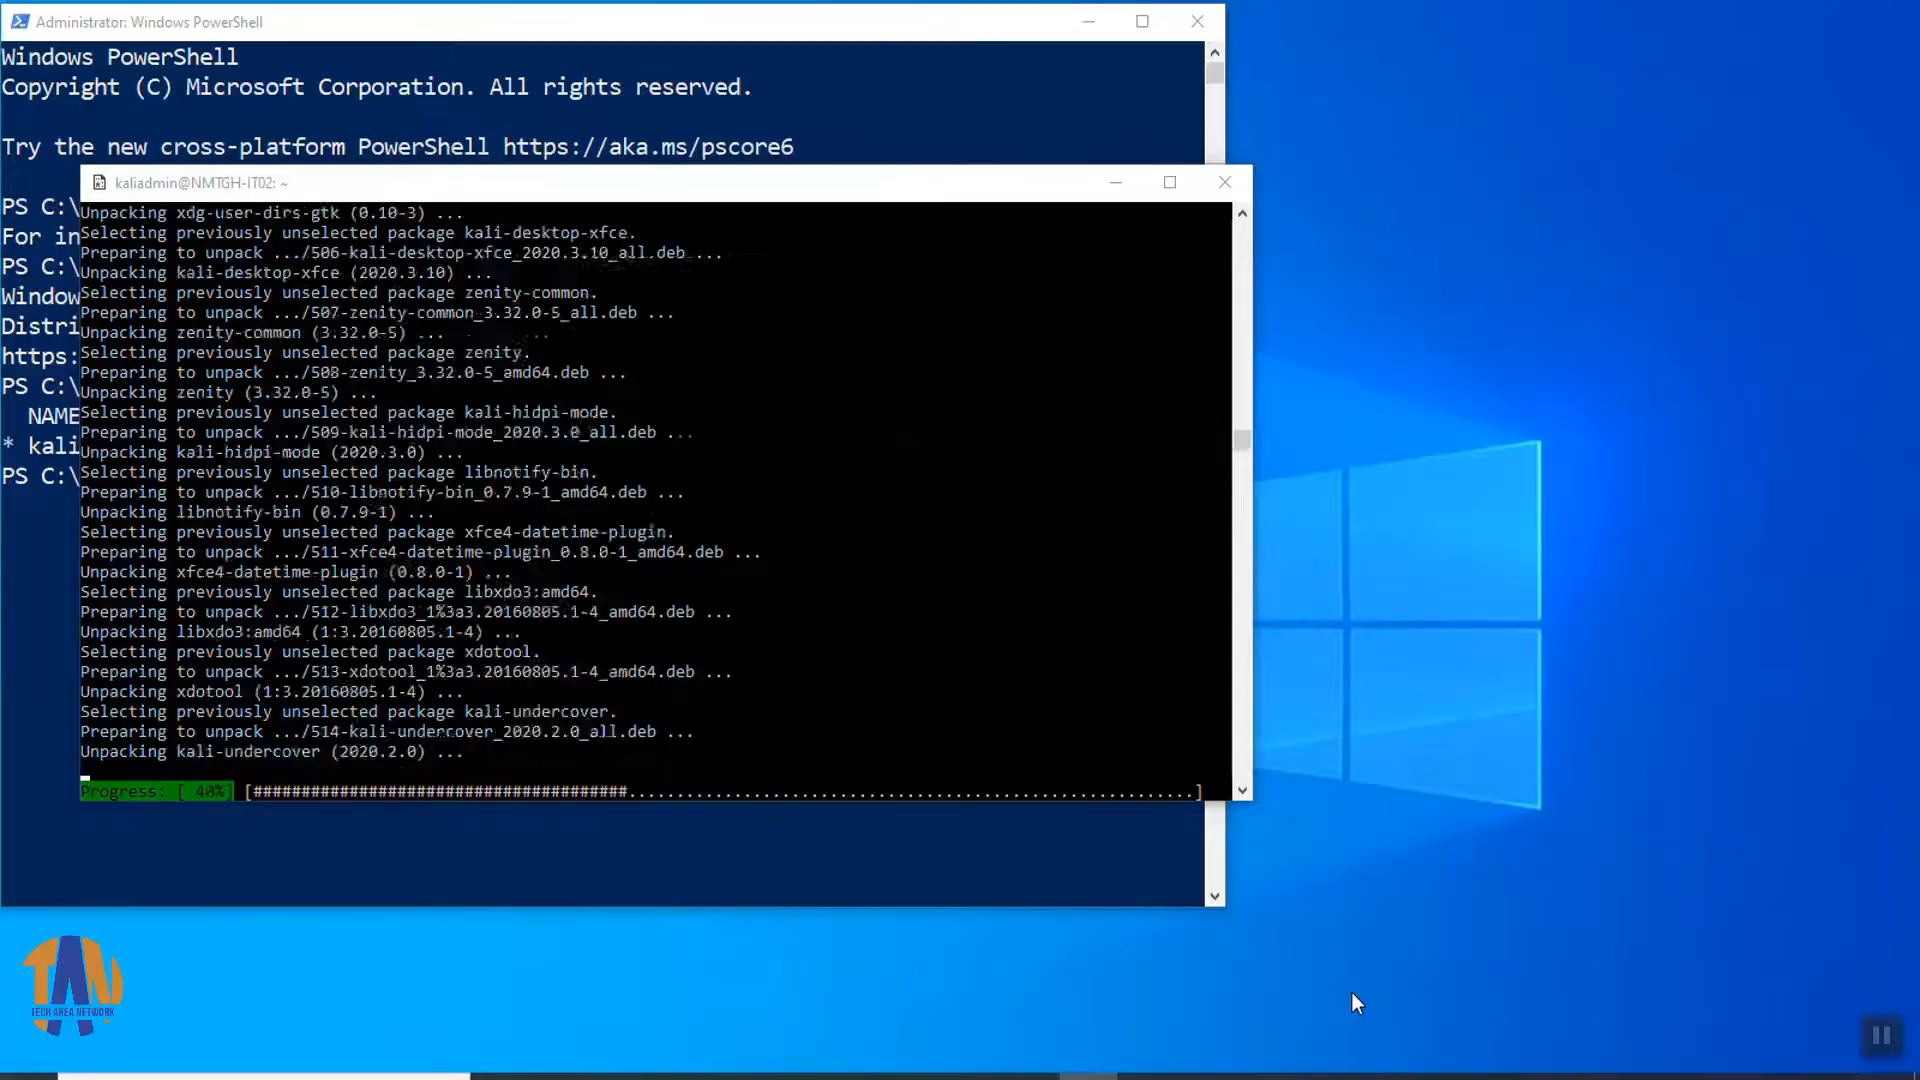 Administrator: Windows PowerShell
Windows PowerShell
Copyright (C) Microsoft Corporation. All rights reserved.
Try the new cross-platform PowerShell https://aka.ms/pscore6
PS C:\
For in
PS C:\
Window
Distri
https:
PS C:\
NAME
* kali
PS C:\
kaliadmin@NMTGH-IT02: ~
Unpacking xdg-user-dirs-gtk (0.10-3) ...
Selecting previously unselected package kali-desktop-xfce.
Preparing to unpack .../506-kali-desktop-xfce_2020.3.10_all.deb ...
Unpacking kali-desktop-xfce (2020.3.10) ...
Selecting previously unselected package zenity-common.
Preparing to unpack .../507-zenity-common_3.32.0-5_all.deb ...
Unpacking zenity-common (3.32.0-5) ...
Selecting previously unselected package zenity.
Preparing to unpack .../508-zenity_3.32.0-5_amd64.deb ...
Unpacking zenity (3.32.0-5) ...
Selecting previously unselected package kali-hidpi-mode.
Preparing to unpack .../509-kali-hidpi-mode_2020.3.0_all.deb ...
Unpacking kali-hidpi-mode (2020.3.0) ...
Selecting previously unselected package libnotify-bin.
Preparing to unpack .../510-libnotify-bin_0.7.9-1_amd64.deb ...
Unpacking libnotify-bin (0.7.9-1) ...
Selecting previously unselected package xfce4-datetime-plugin.
Preparing to unpack .../511-xfce4-datetime-plugin_0.8.0-1_amd64.deb ...
Unpacking xfce4-datetime-plugin (0.8.0-1) ...
Selecting previously unselected package libxdo3:amd64.
Preparing to unpack .../512-libxdo3_1%3a3.20160805.1-4_amd64.deb ...
Unpacking libxdo3:amd64 (1:3.20160805.1-4) ...
Selecting previously unselected package xdotool.
Preparing to unpack .../513-xdotool_1%3a3.20160805.1-4_amd64.deb ...
Unpacking xdotool (1:3.20160805.1-4) ...
Selecting previously unselected package kali-undercover.
Preparing to unpack .../514-kali-undercover_2020.2.0_all.deb ...
Unpacking kali-undercover (2020.2.0) ...
Progress: [ 40%] [#######################################...........................................................]
TAN
TECH AREA NETWORK